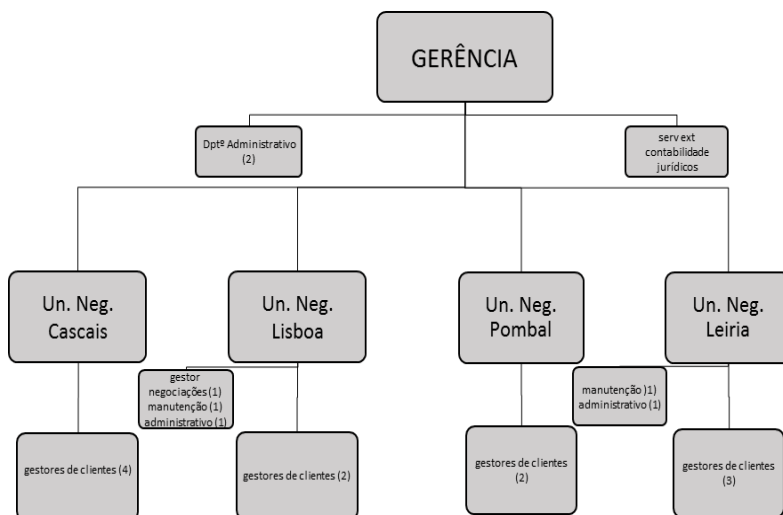 GERÊNCIA
Dptº Administrativo
(2)
serv ext
contabilidade
jurídicos
Un. Neg.
Cascais
Un. Neg.
Lisboa
Un. Neg.
Pombal
Un. Neg.
Leiria
gestor
negociações (1)
manutenção (1)
administrativo (1)
manutenção )1)
administrativo (1)
gestores de clientes (4)
gestores de clientes (2)
gestores de clientes
(2)
gestores de clientes
(3)